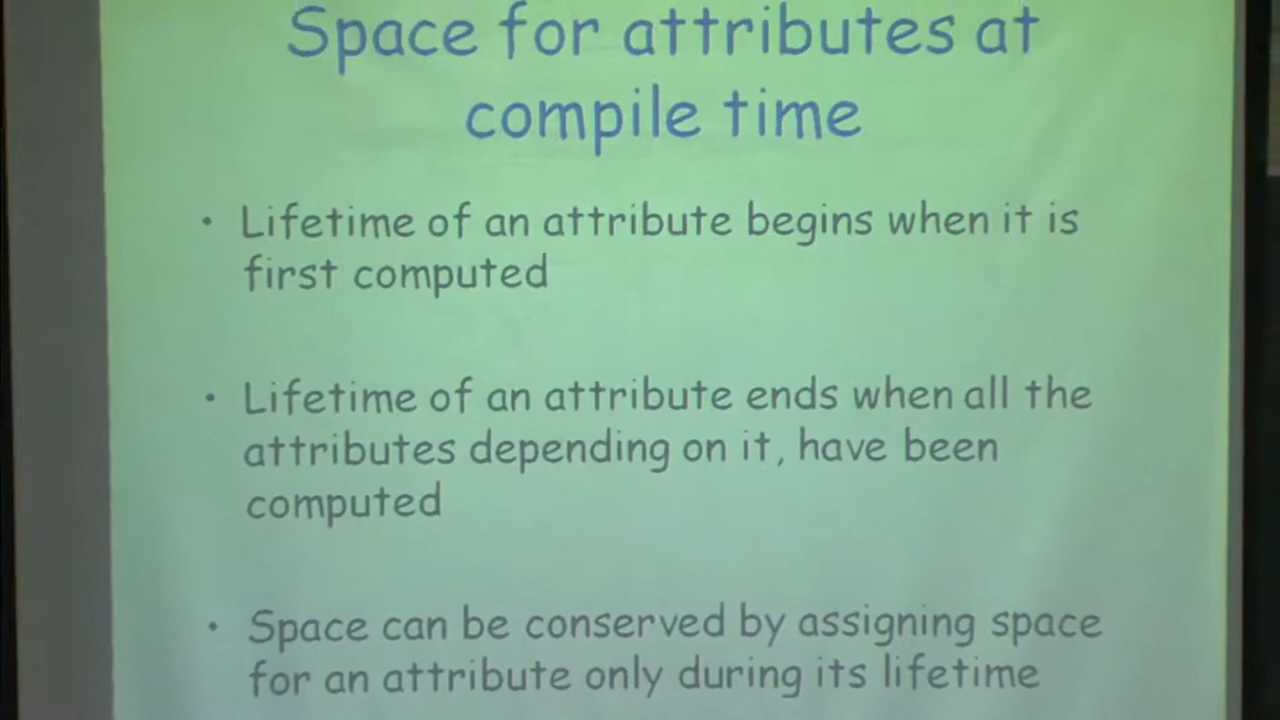 Space for attributes at
compile time
• Lifetime of an attribute begins when it is
first computed
• Lifetime of an attribute ends when all the
attributes depending on it, have been
computed
• Space can be conserved by assigning space
for an attribute only during its lifetime